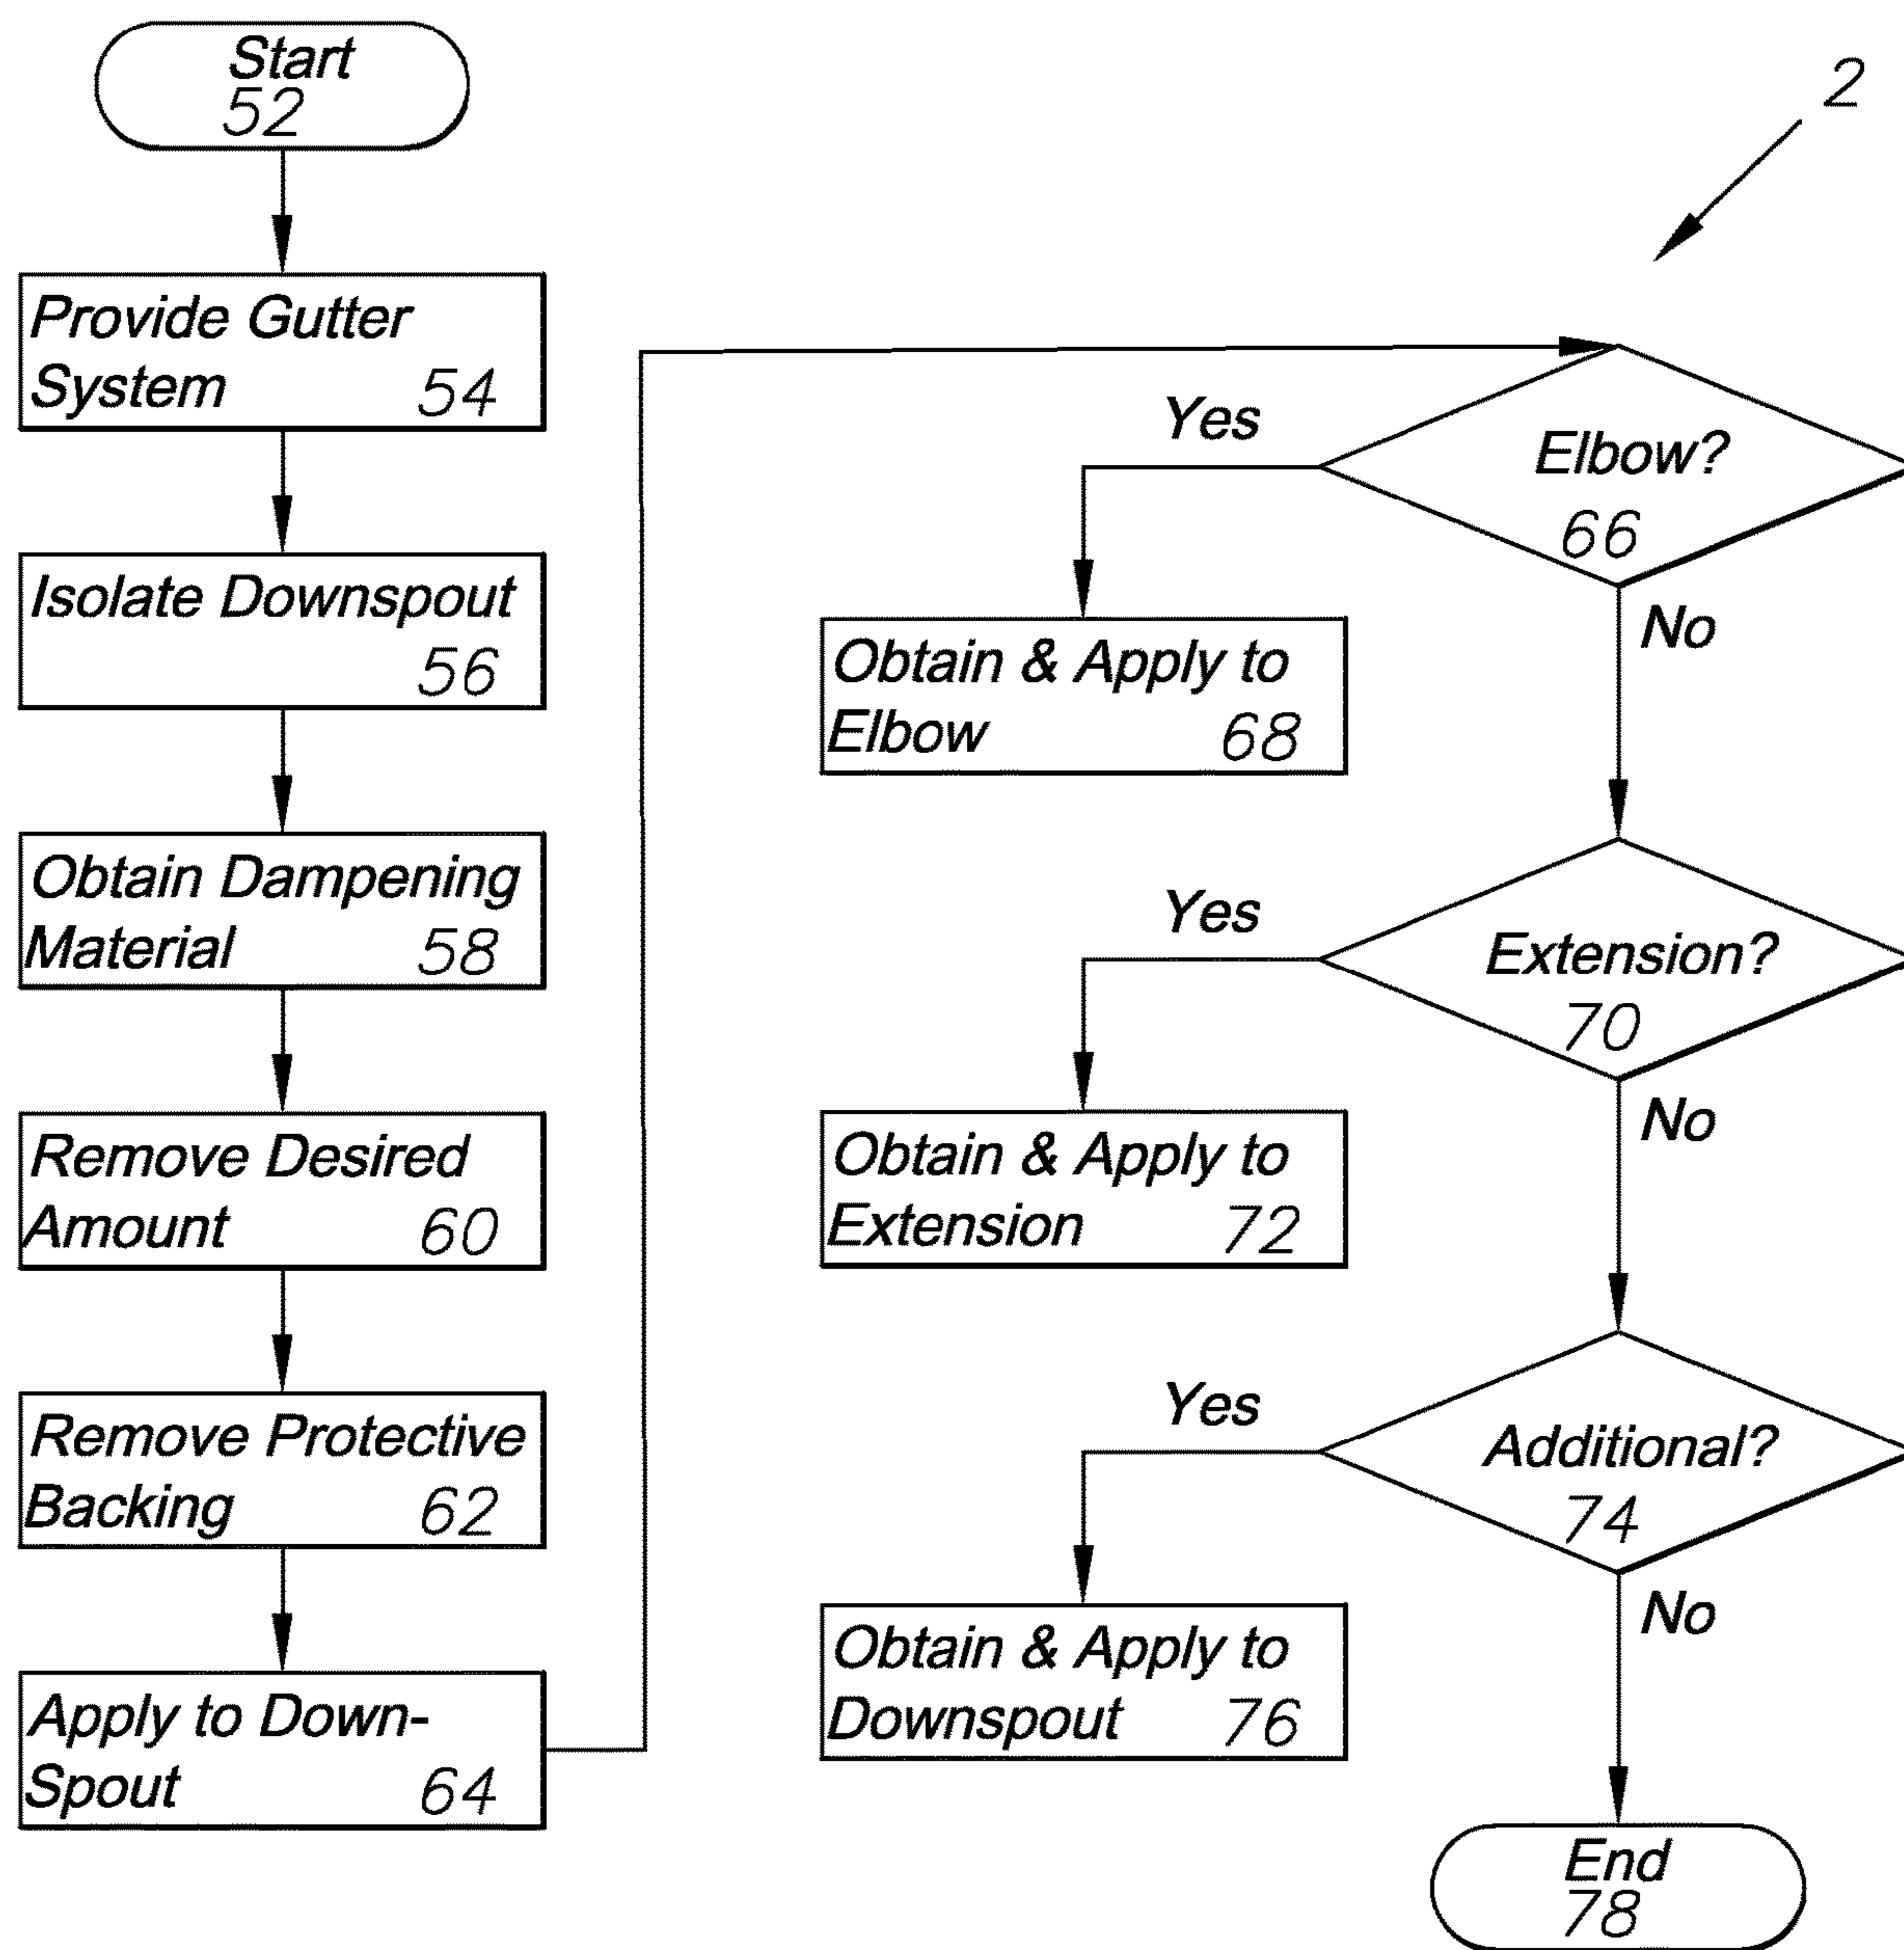 Start
52
Provide Gutter
System 54
Isolate Downspout
56
Obtain Dampening
Material 58
Remove Desired
Amount 60
Remove Protective
Backing 62
Apply to Down-
Spout 64
2
Elbow?
66
Yes
No
Obtain & Apply to
Elbow 68
Extension?
70
Yes
No
Obtain & Apply to
Extension 72
Additional?
74
Yes
No
Obtain & Apply to
Downspout 76
End
78